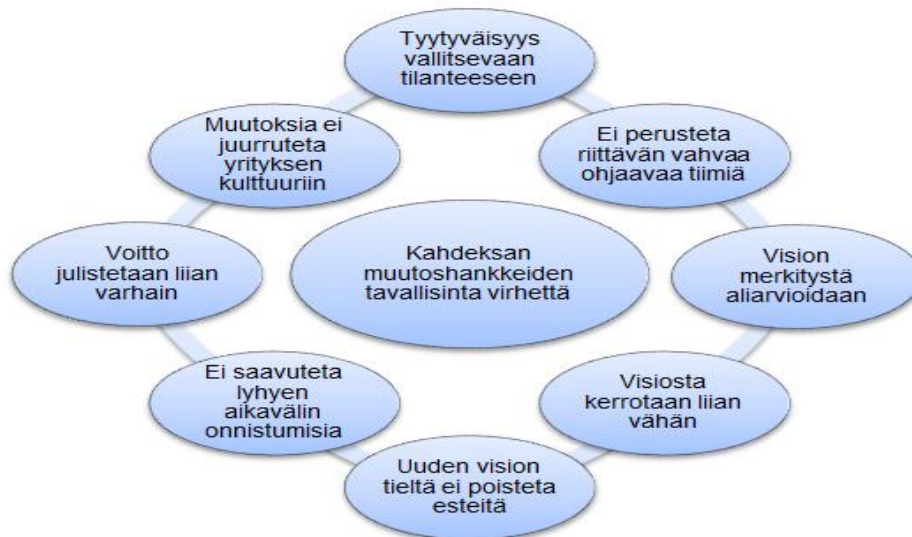 Tyytyväisyys
vallitsevaan
tilanteeseen
Ei perusteta
riittävän vahvaa
ohjaavaa tiimiä
Vision
merkitystä
aliarvioidaan
Visiosta
kerrotaan liian
vähän
Uuden vision
tieltä ei poisteta
esteitä
Ei saavuteta
lyhyen
aikavälin
onnistumisia
Voitto
julistetaan liian
varhain
Muutoksia ei
juurruteta
yrityksen
kulttuuriin
Kahdeksan
muutoshankkeiden
tavallisinta virhettä